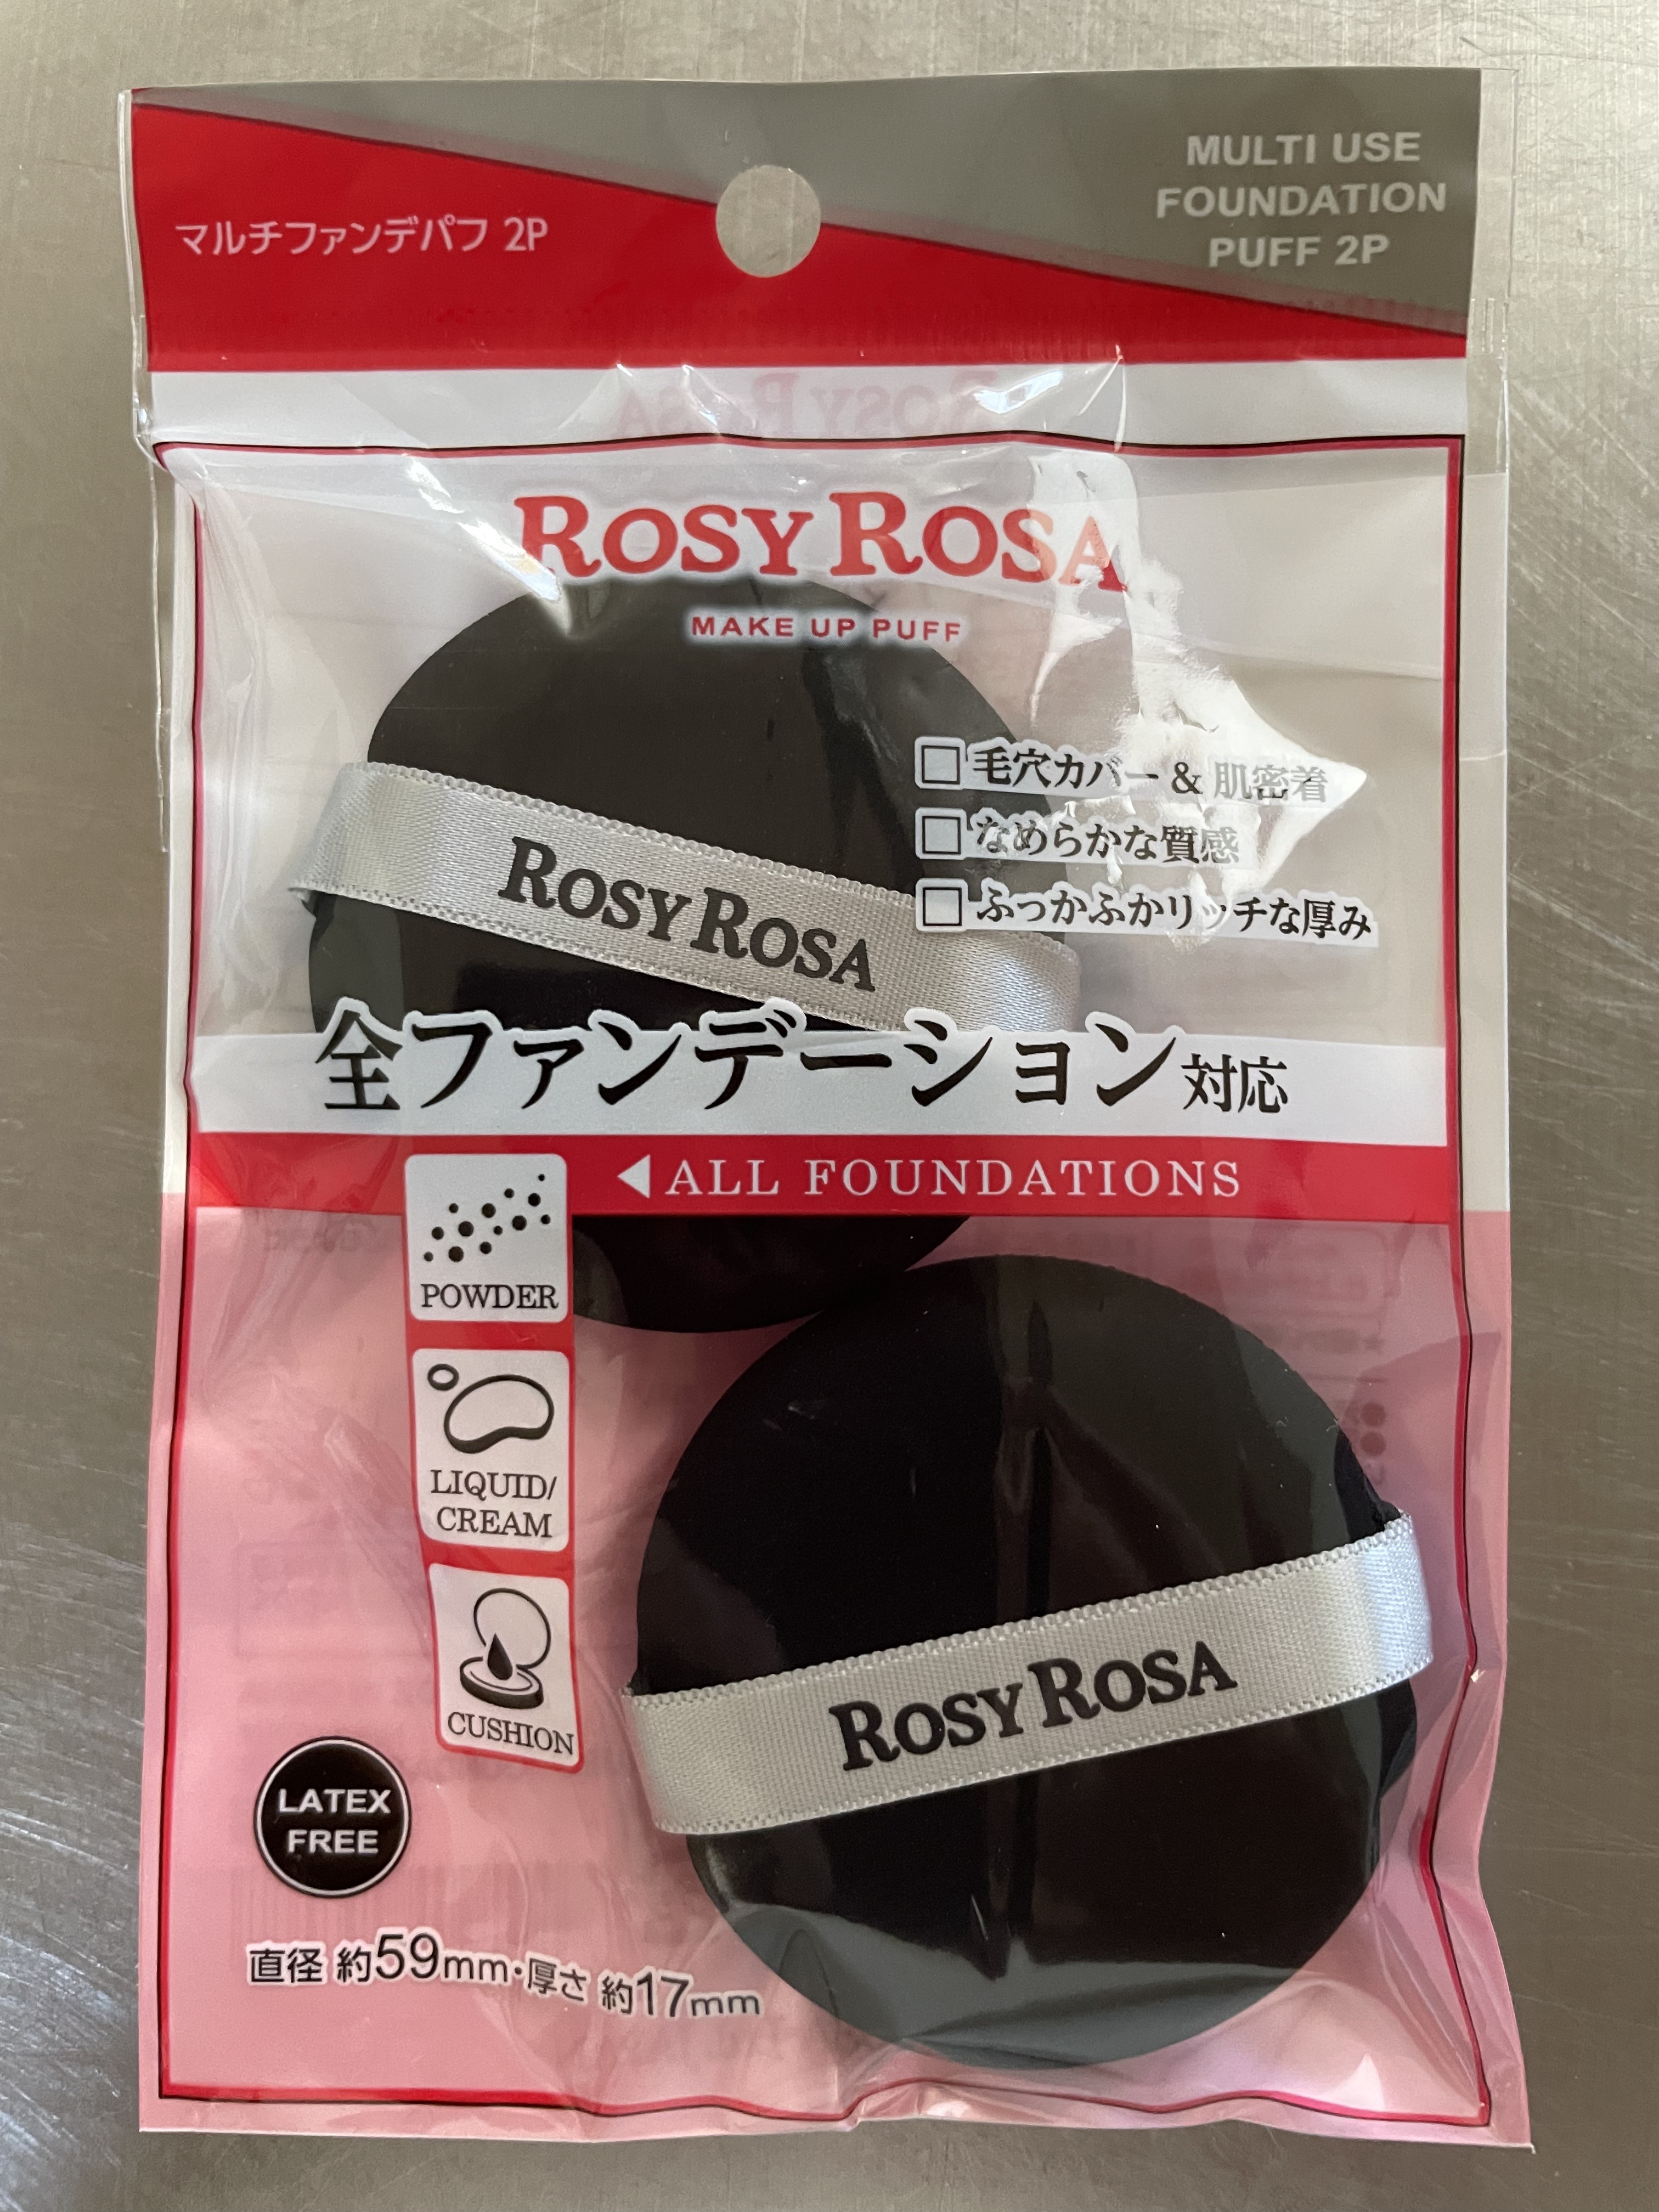 マルチファンデパフ 2P
MULTI USE
FOUNDATION
PUFF 2P
ROSY ROSA
MAKE UP PUFF
□毛穴カバー & 肌密着
□なめらかな質感
□ふっかふかリッチな厚み
ROSY ROSA
全ファンデーション対応
◀ALL FOUNDATIONS
POWDER
LIQUID/
CREAM
CUSHION
ROSY ROSA
LATEX
FREE
直径 約59mm・厚さ 約17mm